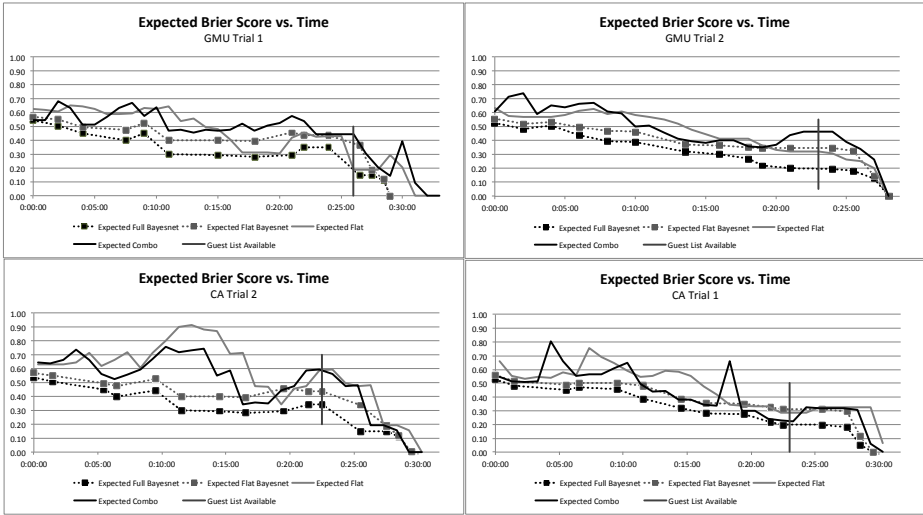 Expected Brier Score vs. Time
GMU Trial 1
1.00
0.90
0.80
0.70
0.60
0.50
0.40
0.30
0.20
0.10
0.00
0:00:00 0:05:00 0:10:00 0:15:00 0:20:00 0:25:00 0:30:00
Expected Full Bayesnet Expected Flat Bayesnet Expected Flat
Expected Combo Guest List Available
Expected Brier Score vs. Time
GMU Trial 2
1.00
0.90
0.80
0.70
0.60
0.50
0.40
0.30
0.20
0.10
0.00
0:00:00 0:05:00 0:10:00 0:15:00 0:20:00 0:25:00
Expected Full Bayesnet Expected Flat Bayesnet Expected Flat
Expected Combo Guest List Available
Expected Brier Score vs. Time
CA Trial 2
1.00
0.90
0.80
0.70
0.60
0.50
0.40
0.30
0.20
0.10
0.00
0:00:00 0:05:00 0:10:00 0:15:00 0:20:00 0:25:00 0:30:00
Expected Full Bayesnet Expected Flat Bayesnet Expected Flat
Expected Combo Guest List Available
Expected Brier Score vs. Time
CA Trial 1
1.00
0.90
0.80
0.70
0.60
0.50
0.40
0.30
0.20
0.10
0.00
0:00:00 0:05:00 0:10:00 0:15:00 0:20:00 0:25:00 0:30:00
Expected Full Bayesnet Expected Flat Bayesnet Expected Flat
Expected Combo Guest List Available